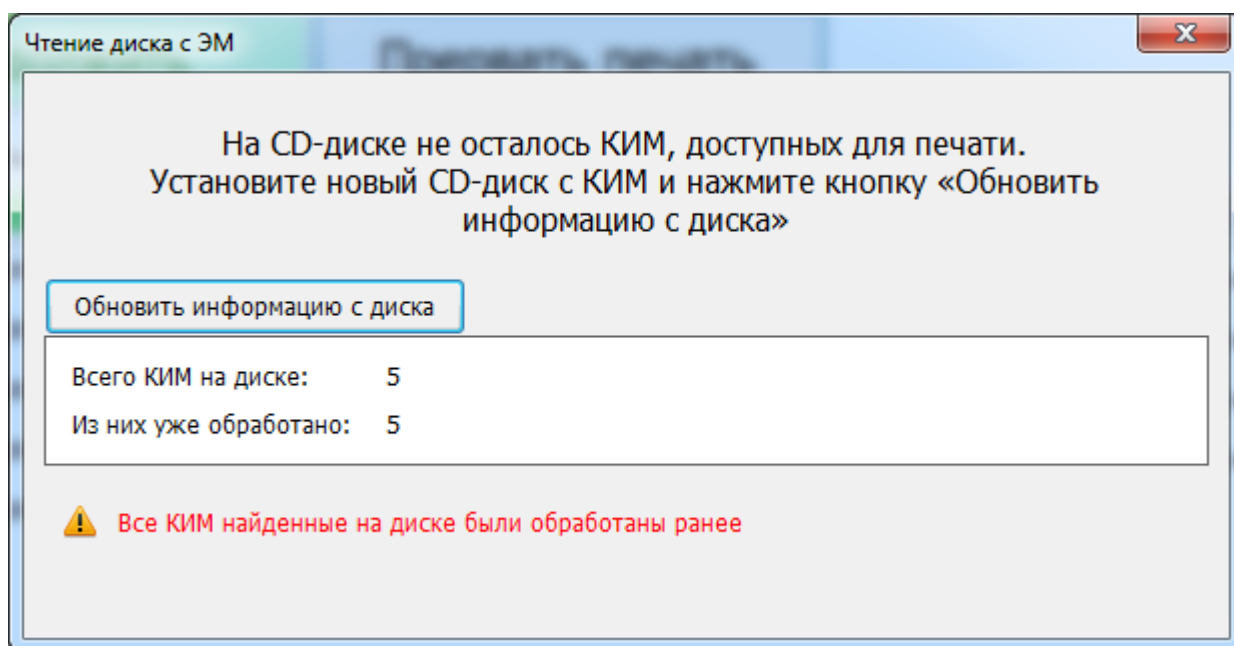 Чтение диска с ЭМ
Прервать печать
На CD-диске не осталось КИМ, доступных для печати.
Установите новый CD-диск с КИМ и нажмите кнопку «Обновить
информацию с диска»
Обновить информацию с диска
Всего КИМ на диске: 5
Из них уже обработано: 5
Все КИМ найденные на диске были обработаны ранее